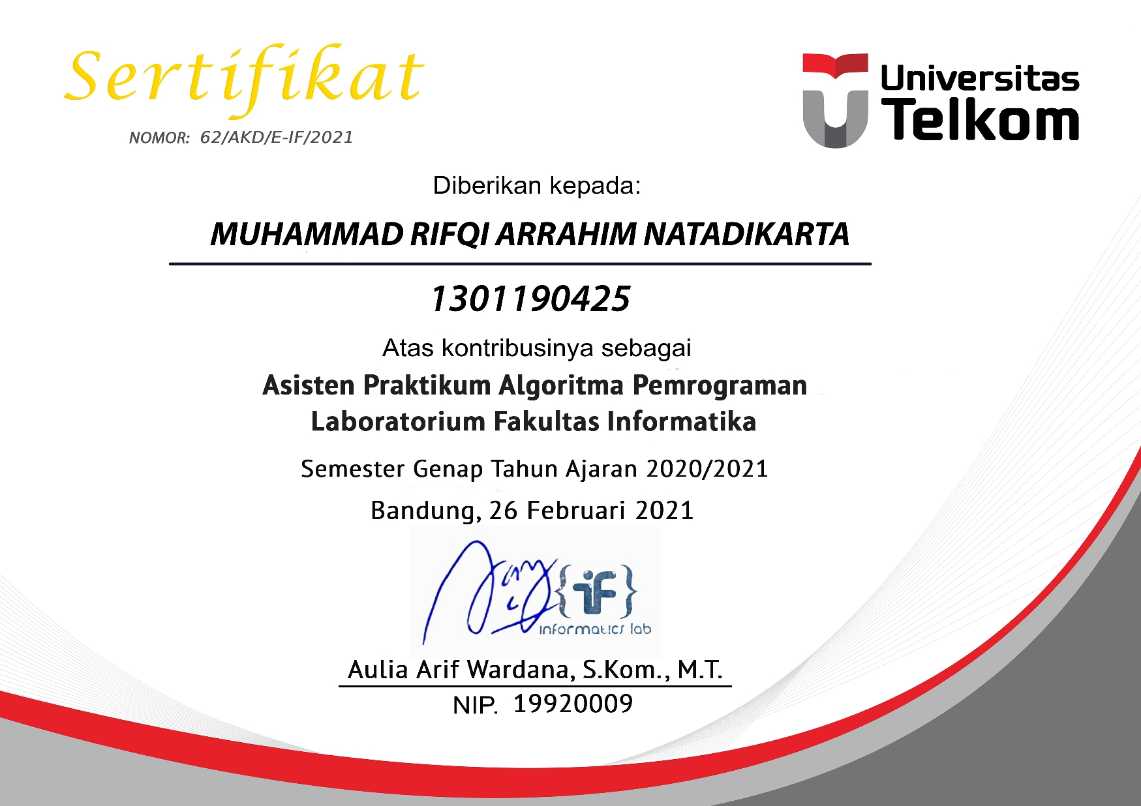 Sertifikat
NOMOR: 62/AKD/E-IF/2021
Universitas
Telkom
Diberikan kepada:
MUHAMMAD RIFQI ARRAHIM NATADIKARTA
1301190425
Atas kontribusinya sebagai
Asisten Praktikum Algoritma Pemrograman
Laboratorium Fakultas Informatika
Semester Genap Tahun Ajaran 2020/2021
Bandung, 26 Februari 2021
{iF}
informatics lab
Aulia Arif Wardana, S.Kom., M.T.
NIP. 19920009